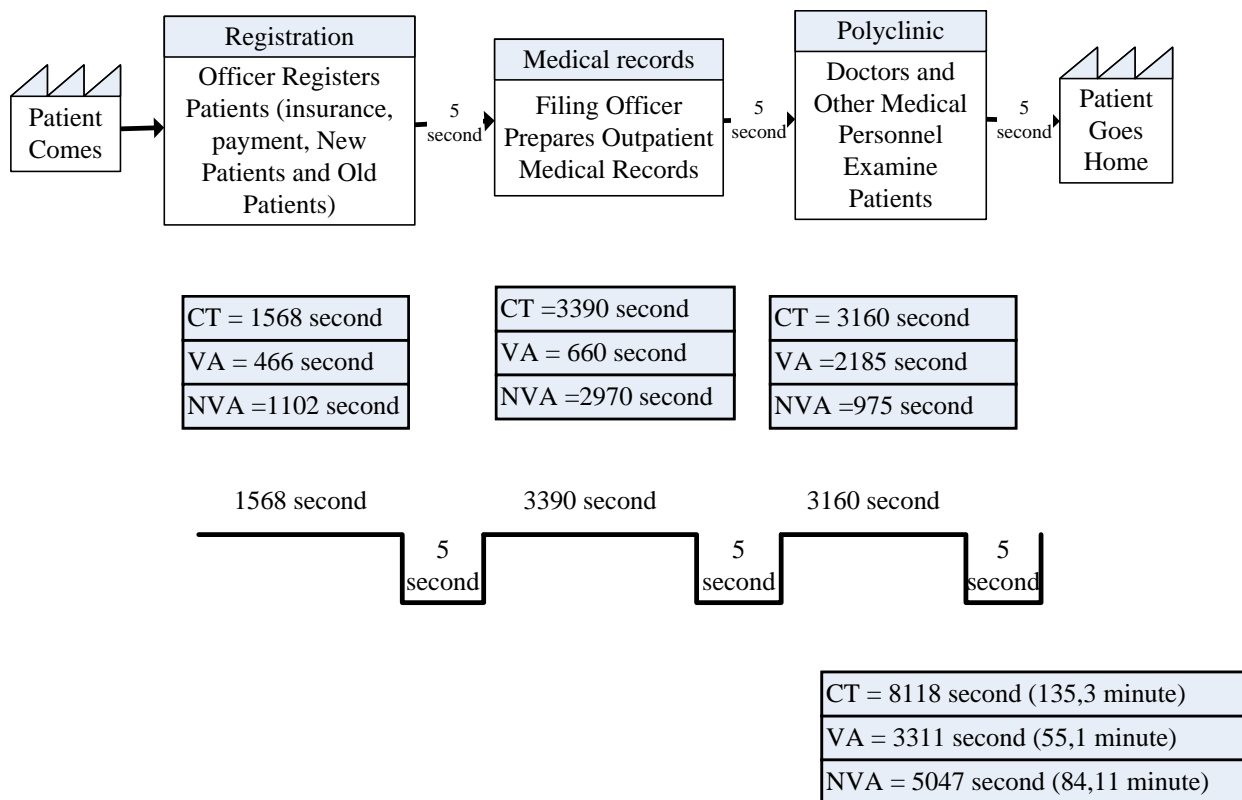 Patient
Comes
Registration
Officer Registers
Patients (insurance,
payment, New
Patients and Old
Patients)
5
second
Medical records
Filing Officer
Prepares Outpatient
Medical Records
5
second
Polyclinic
Doctors and
Other Medical
Personnel
Examine
Patients
5
second
Patient
Goes
Home
CT = 1568 second
VA = 466 second
NVA =1102 second
CT =3390 second
VA = 660 second
NVA =2970 second
CT = 3160 second
VA =2185 second
NVA =975 second
1568 second
5
second
3390 second
5
second
3160 second
5
second
CT = 8118 second (135,3 minute)
VA = 3311 second (55,1 minute)
NVA = 5047 second (84,11 minute)